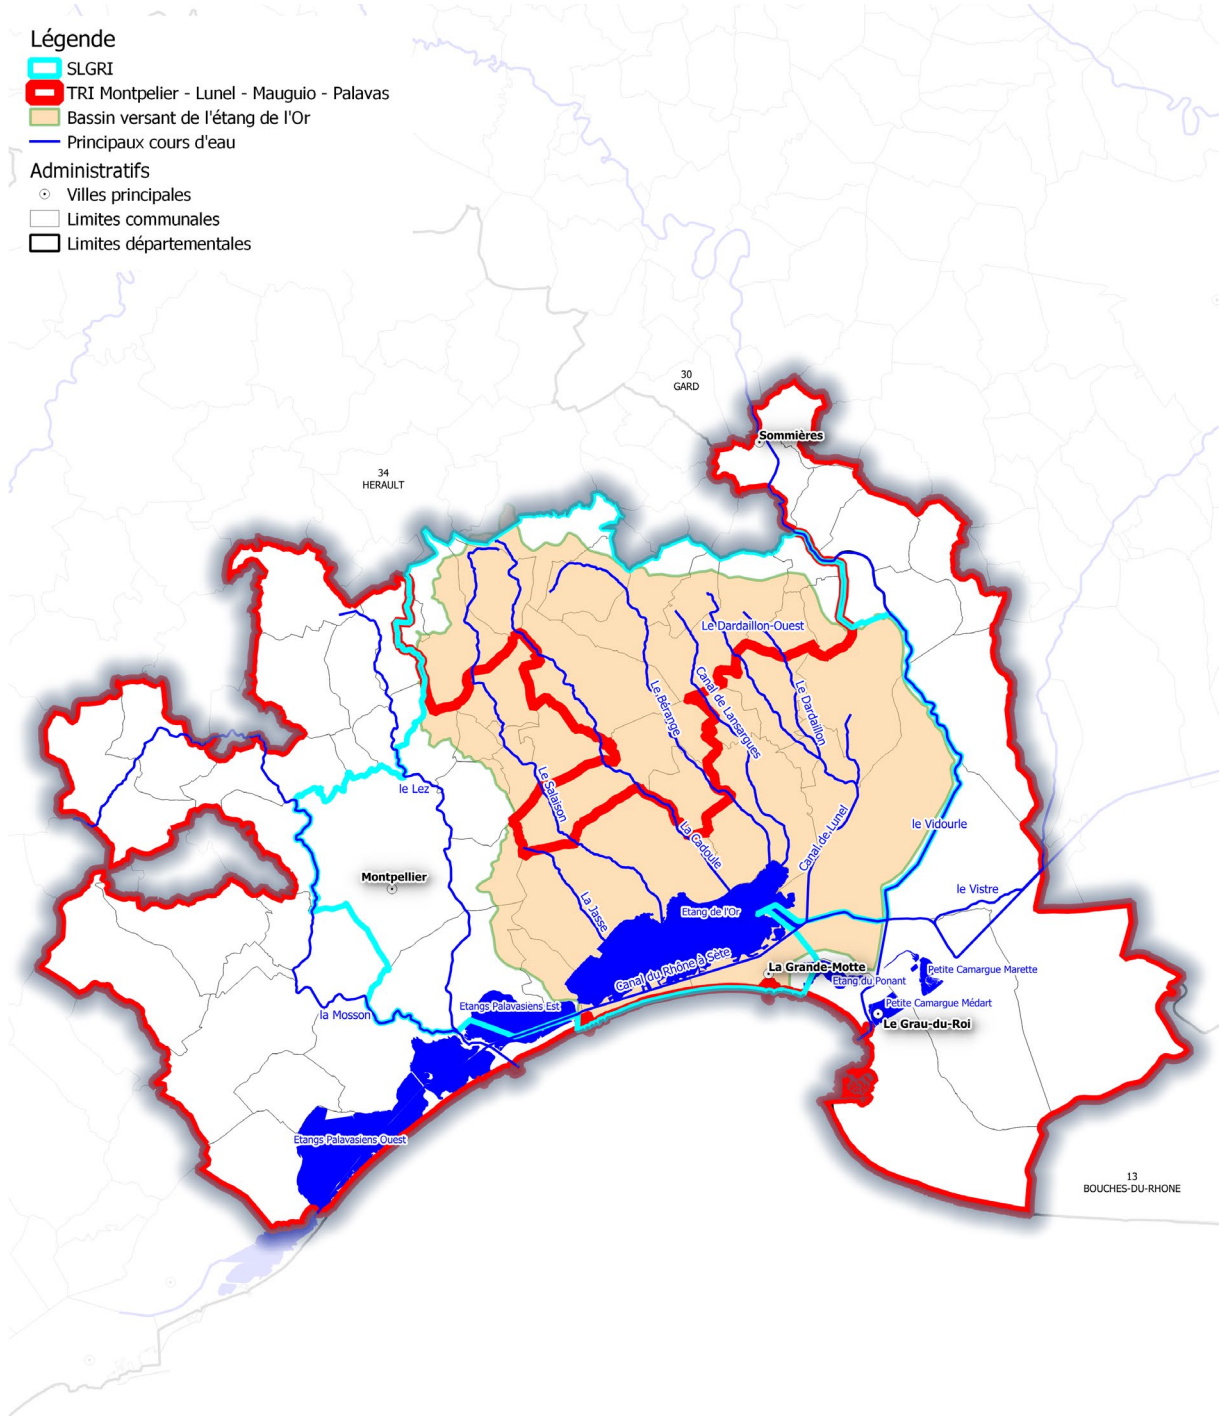 Légende
SLGRI
TRI Montpelier - Lunel - Mauguio - Palavas
Bassin versant de l'étang de l'Or
Principaux cours d'eau
Administratifs
Villes principales
Limites communales
Limites départementales
30
GARD
Sommières
34
HERAULT
Le Dardaillon-Ouest
Canal de Lansargues
Le Bérange
Le Dardaillon
Le Salaison
le Lez
La Cadoule
Canal de Lunel
le Vidourle
Montpellier
le Vistre
La Jasse
Etang de l'Or
Canal du Rhône à Sète
La Grande-Motte
Etang du Ponant
Petite Camargue Marette
Etangs Palavasiens Est
Petite Camargue Médart
la Mosson
Le Grau-du-Roi
Etangs Palavasiens Ouest
13
BOUCHES-DU-RHONE